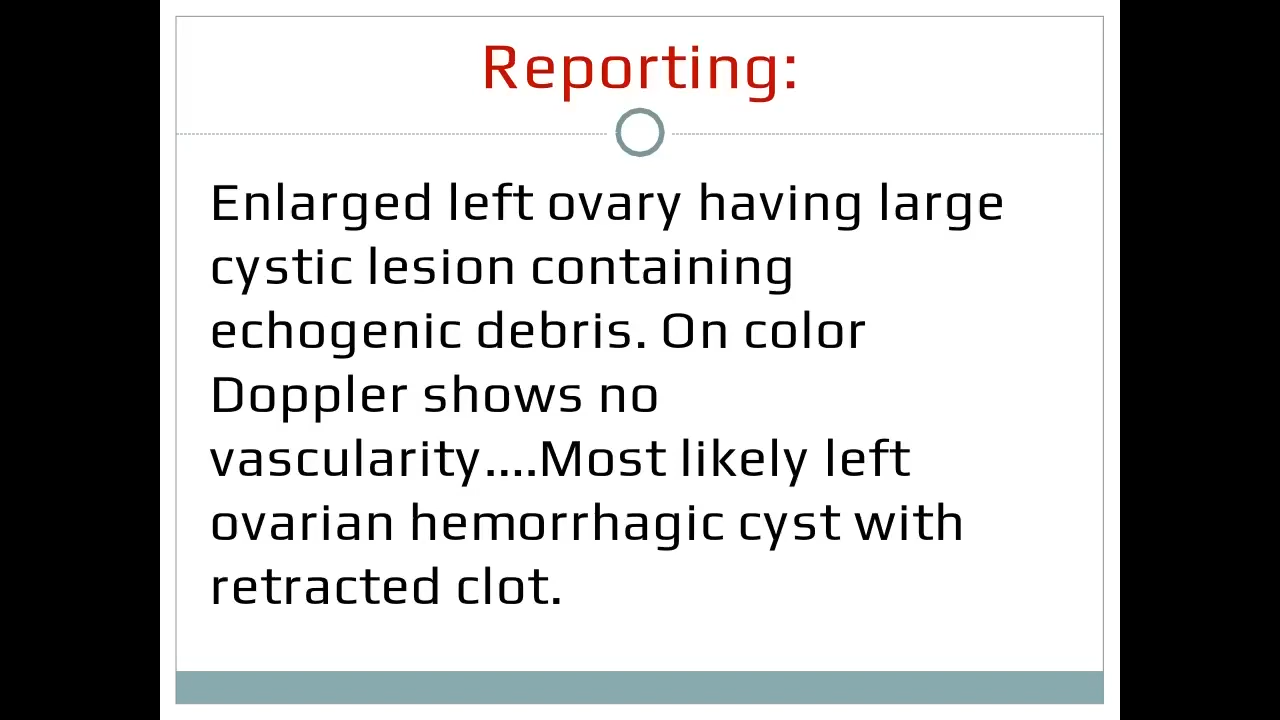 Reporting:
Enlarged left ovary having large
cystic lesion containing
echogenic debris. On color
Doppler shows no
vascularity....Most likely left
ovarian hemorrhagic cyst with
retracted clot.